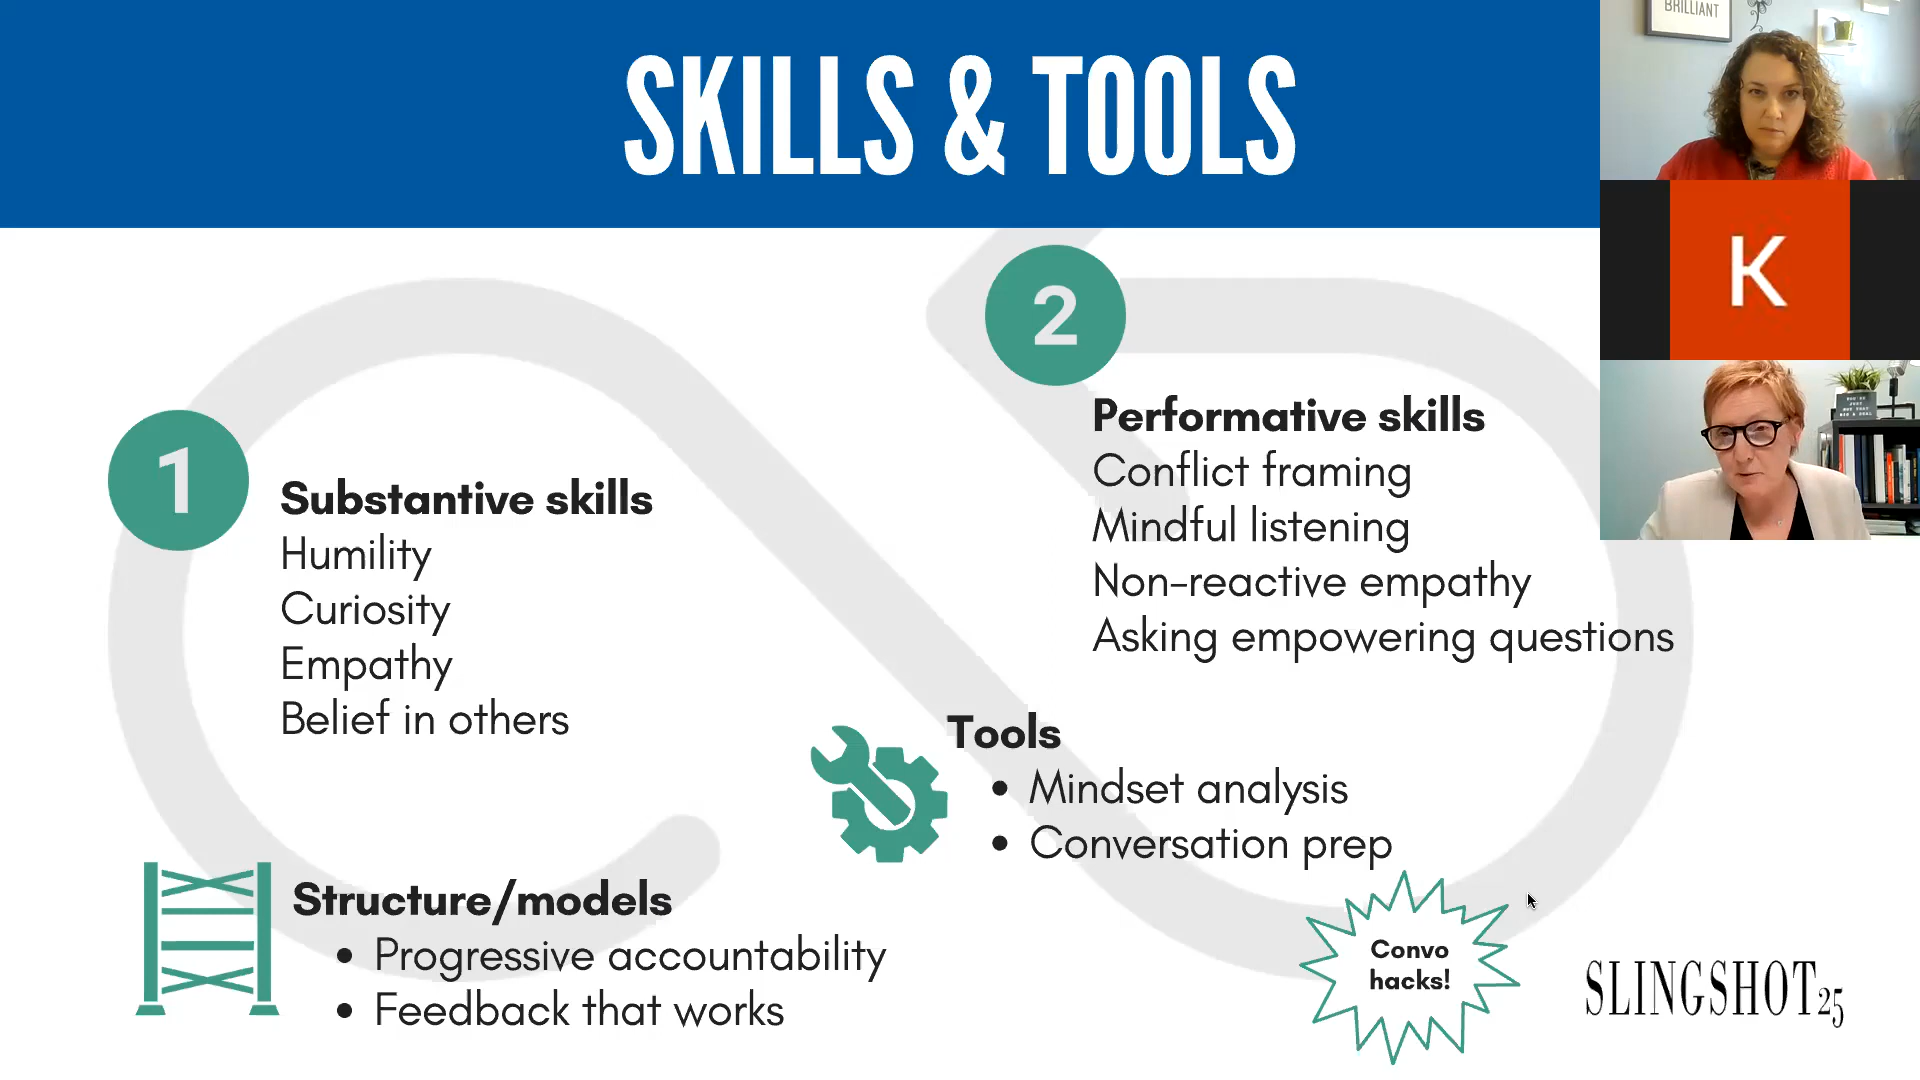 SKILLS & TOOLS
BRILLIANT
K
1
Substantive skills
Humility
Curiosity
Empathy
Belief in others
2
Performative skills
Conflict framing
Mindful listening
Non-reactive empathy
Asking empowering questions
Tools
• Mindset analysis
• Conversation prep
Structure/models
• Progressive accountability
• Feedback that works
Convo
hacks!
SLINGSHOT25